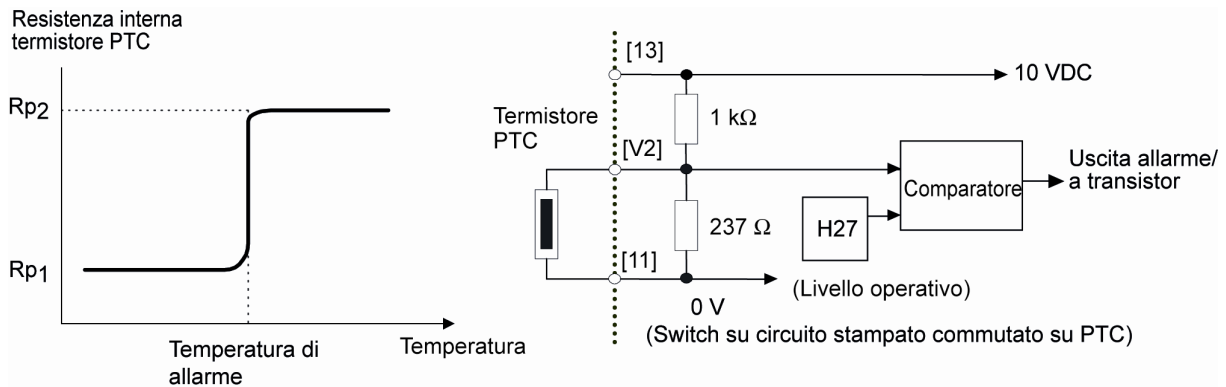 Resistenza interna
termistore PTC
Rp2
Rp1
Temperatura di
allarme
Temperatura
[13]
10 VDC
Termistore
PTC
1 kΩ
[V2]
Comparatore
Uscita allarme/
a transistor
237 Ω
H27
[11]
0 V
(Livello operativo)
(Switch su circuito stampato commutato su PTC)